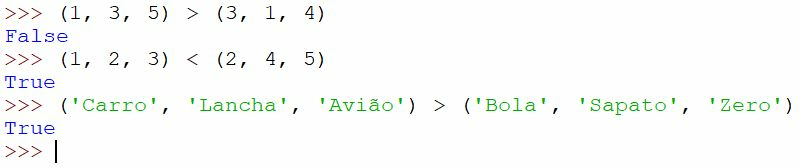 >>> (1, 3, 5) > (3, 1, 4)
False
>>> (1, 2, 3) < (2, 4, 5)
True
>>> ('Carro', 'Lancha', 'Avião') > ('Bola', 'Sapato', 'Zero')
True
>>>